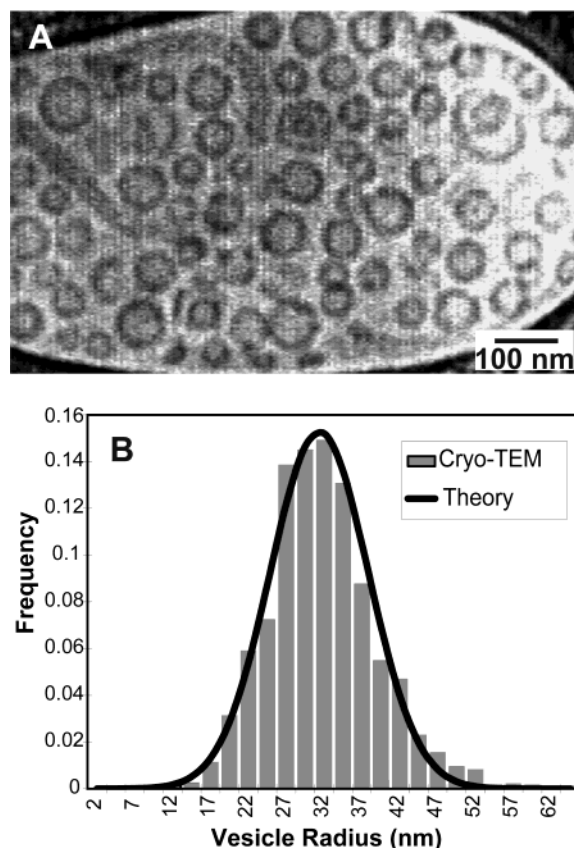 A
100 nm
B
Cryo-TEM
Theory
Frequency
0.16
0.14
0.12
0.1
0.08
0.06
0.04
0.02
0
2 7 12 17 22 27 32 37 42 47 52 57 62
Vesicle Radius (nm)